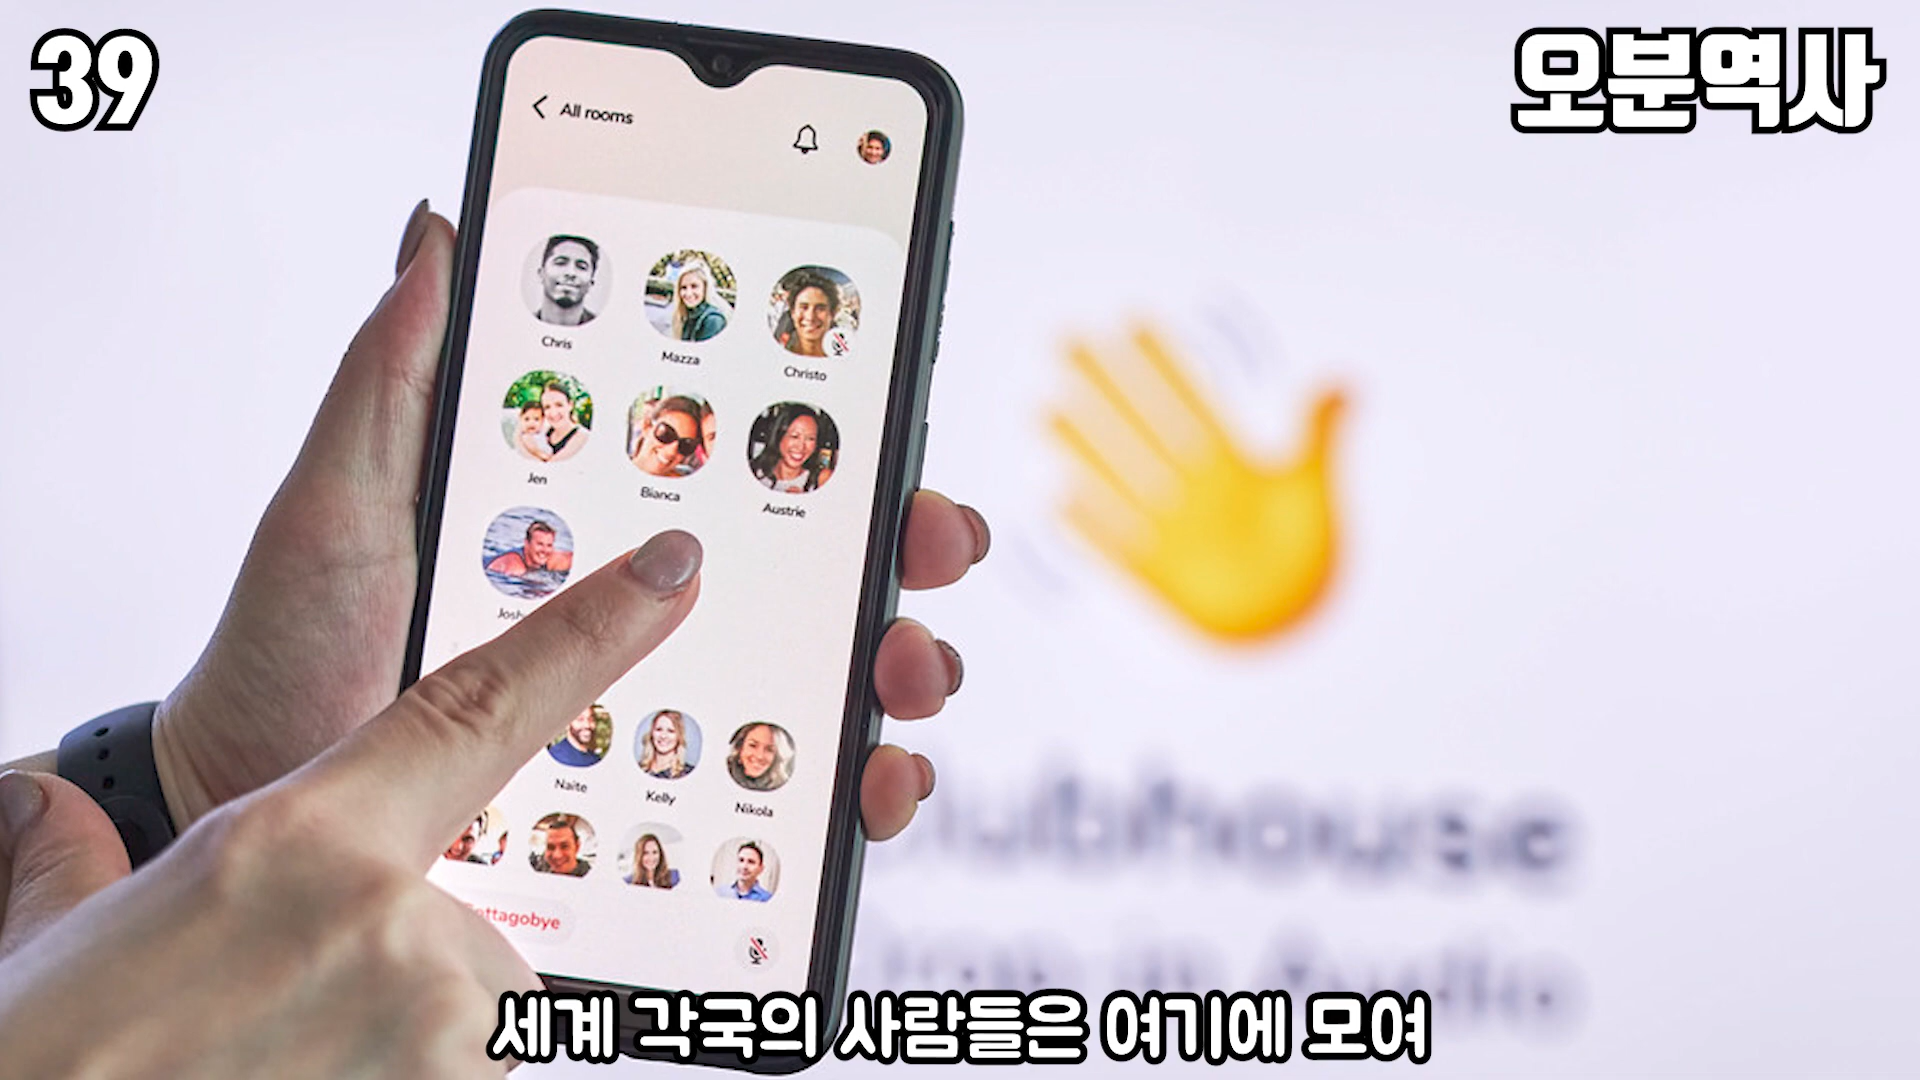 39
오분역사
All rooms
Chris
Mazza
Christo
Jen
Bianca
Austrie
Naite
Kelly
Nikola
clubhouse
세계 각국의 사람들은 여기에 모여